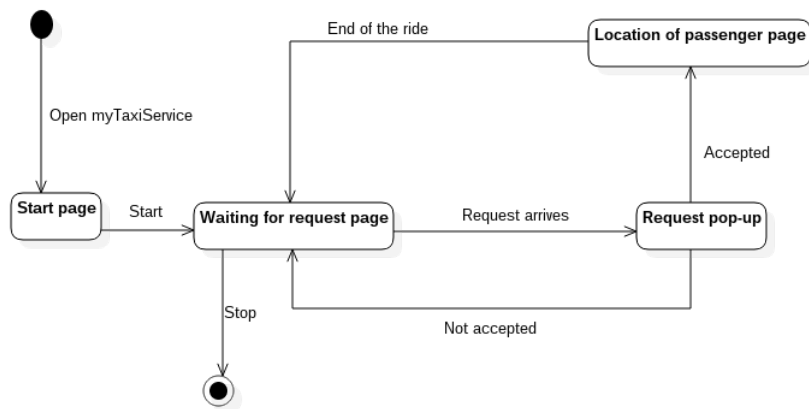 End of the ride
Location of passenger page
Open myTaxiService
Accepted
Start page
Start
Waiting for request page
Request arrives
Request pop-up
Stop
Not accepted